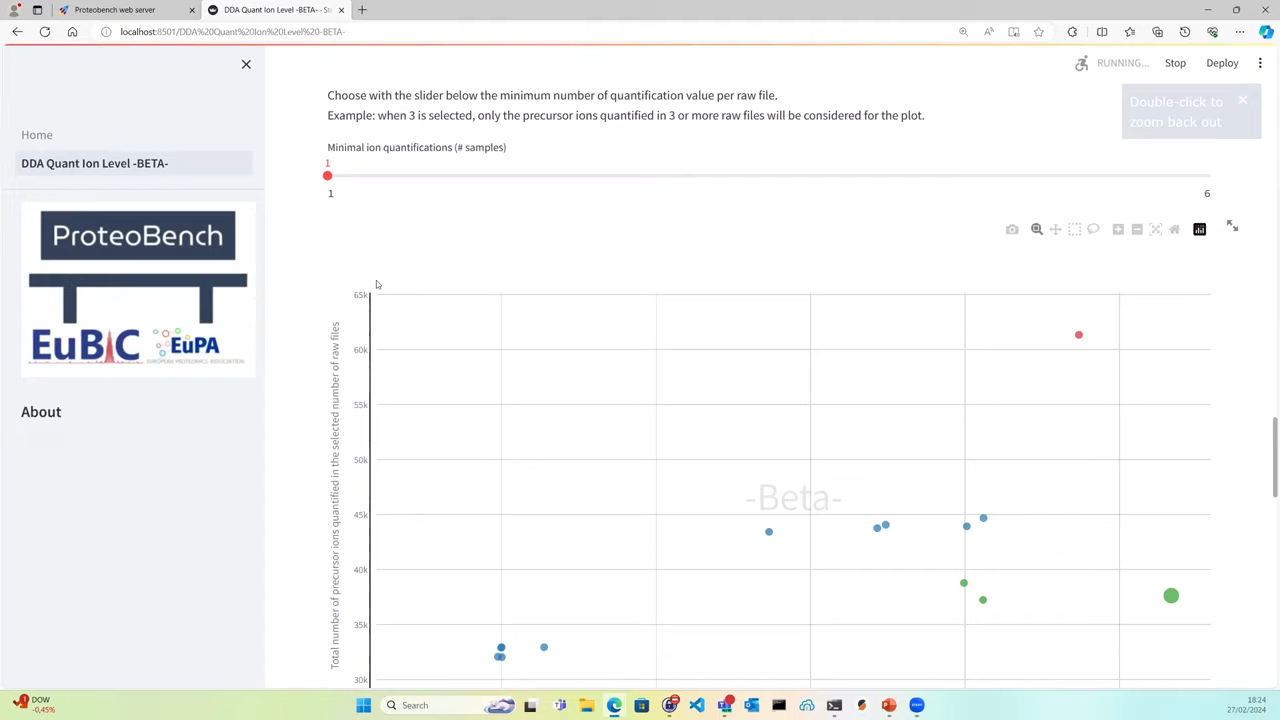 Proteobench web server
DDA Quant Ion Level -BETA- · St
localhost:8501/DDA%20Quant%20Ion%20Level%20-BETA-
RUNNING...
Stop
Deploy
Home
DDA Quant Ion Level -BETA-
ProteoBench
EuBIC
EuPA
EUROPEAN PROTEOMICS ASSOCIATION
About
Choose with the slider below the minimum number of quantification value per raw file.
Example: when 3 is selected, only the precursor ions quantified in 3 or more raw files will be considered for the plot.
Double-click to
zoom back out
Minimal ion quantifications (# samples)
1
1
6
65k
60k
55k
50k
45k
40k
35k
30k
Total number of precursor ions quantified in the selected number of raw files
-Beta-
DOW
-0,45%
Search
18:24
27/02/2024